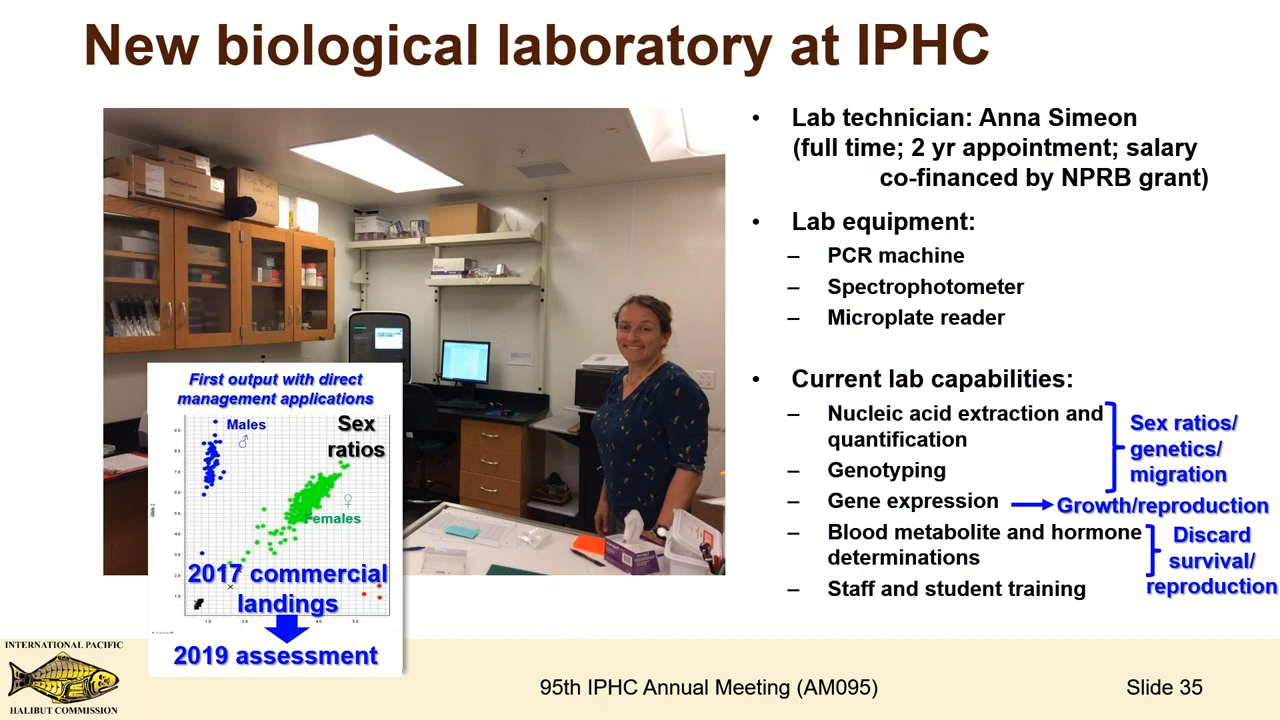 New biological laboratory at IPHC
• Lab technician: Anna Simeon
(full time; 2 yr appointment; salary
co-financed by NPRB grant)
• Lab equipment:
– PCR machine
– Spectrophotometer
– Microplate reader
• Current lab capabilities:
– Nucleic acid extraction and
quantification
– Genotyping
– Gene expression
– Blood metabolite and hormone
determinations
– Staff and student training
Sex ratios/
genetics/
migration
Growth/reproduction
Discard
survival/
reproduction
First output with direct
management applications
Males
♂
Sex
ratios
♀
Females
2017 commercial
landings
2019 assessment
INTERNATIONAL PACIFIC
HALIBUT COMMISSION
95th IPHC Annual Meeting (AM095)
Slide 35